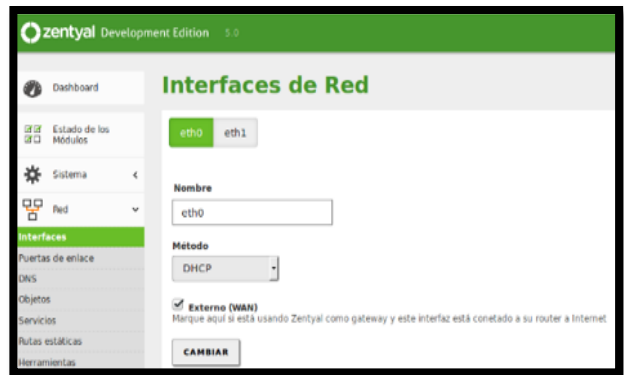 zentyal Development Edition 5.0
Dashboard
Estado de los
Módulos
Sistema
Red
Interfaces
Puertas de enlace
DNS
Objetos
Servicios
Rutas estáticas
Herramientas
Interfaces de Red
eth0 eth1
Nombre
eth0
Método
DHCP
Externo (WAN)
Marque aquí si está usando Zentyal como gateway y este interfaz está conetado a su router a Internet
CAMBIAR